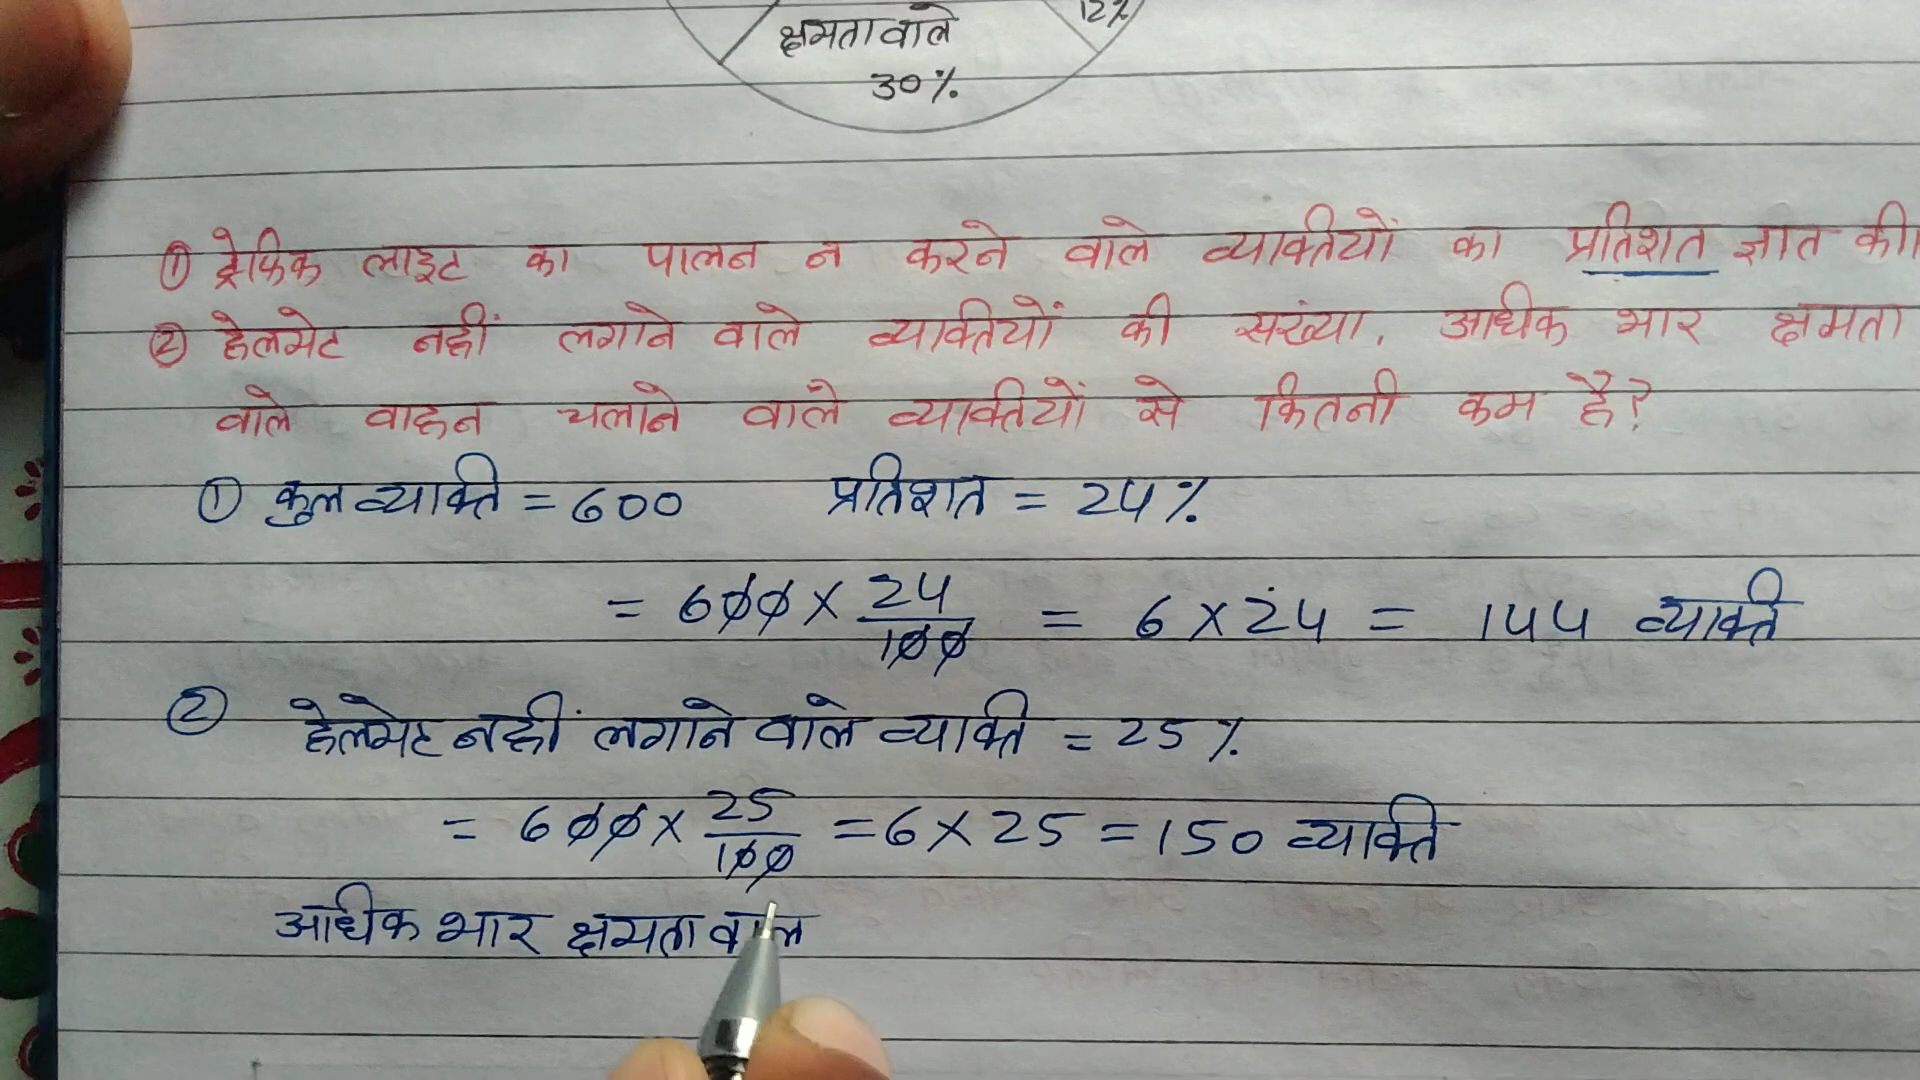 क्षमता वाले 12%
30%
① ट्रेफिक लाइट का पालन न करने वाले व्यक्तियों का प्रतिशत ज्ञात की
② हेलमेट नहीं लगाने वाले व्यक्तियों की सख्ंया, अधिक भार क्षमता
वाले वाहन चलाने वाले व्यक्तियों से कितनी कम है?
① कुल व्यक्ति = 600 प्रतिशत = 24%
= 600 × 24/100 = 6 × 24 = 144 व्यक्ति
② हेलमेट नहीं लगाने वाले व्यक्ति = 25%
= 600 × 25/100 = 6 × 25 = 150 व्यक्ति
अधिक भार क्षमता वाल